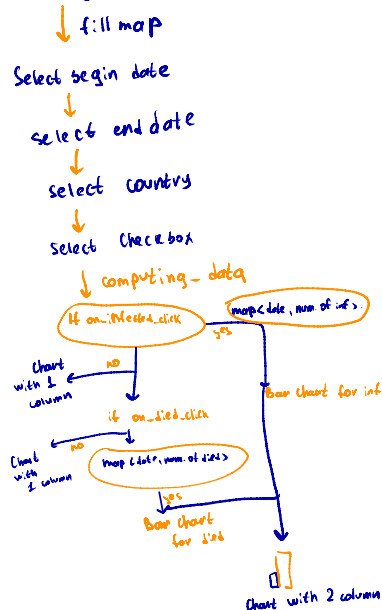 fill map
Select begin date
select end date
select country
select checkbox
computing_data
If on_infected_click
map<date, num. of inf>.
yes
no
Chart
with 1
column
Bar Chart for inf
if on_died_click
no
Chart
with
1 column
map <date, num. of died>
yes
Bar Chart
for died
Chart with 2 column